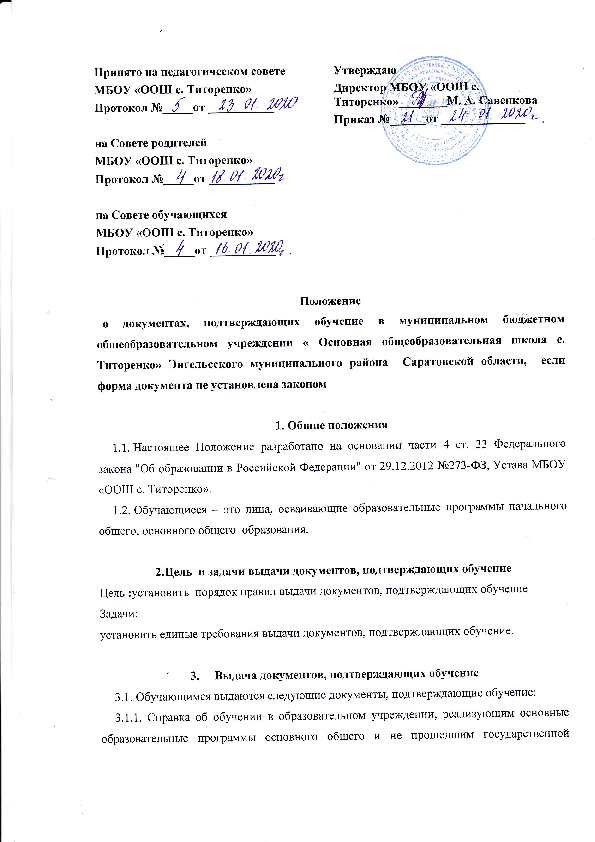 Принято на педагогическом совете
МБОУ «ООШ с. Титоренко»
Протокол № 5 от 23 01 2020
на Совете родителей
МБОУ «ООШ с. Титоренко»
Протокол № 4 от 18 01 2020г
на Совете обучающихся
МБОУ «ООШ с. Титоренко»
Протокол № 4 от 16 01 2020г.
Утверждаю
Директор МБОУ «ООШ с.
Титоренко» М. А. Савенкова
Приказ № 21 от 24 01 2020г.
Положение
о документах, подтверждающих обучение в муниципальном бюджетном
общеобразовательном учреждении « Основная общеобразовательная школа с.
Титоренко» Энгельсского муниципального района Саратовской области, если
форма документа не установлена законом
1. Общие положения
1.1. Настоящее Положение разработано на основании части 4 ст. 33 Федерального
закона "Об образовании в Российской Федерации" от 29.12.2012 №273-ФЗ, Устава МБОУ
«ООШ с. Титоренко».
1.2. Обучающиеся – это лица, осваивающие образовательные программы начального
общего, основного общего образования.
2.Цель и задачи выдачи документов, подтверждающих обучение
Цель :установить порядок правил выдачи документов, подтверждающих обучение
Задачи:
установить единые требования выдачи документов, подтверждающих обучение.
3. Выдача документов, подтверждающих обучение
3.1. Обучающимся выдаются следующие документы, подтверждающие обучение:
3.1.1. Справка об обучении в образовательном учреждении, реализующим основные
образовательные программы основного общего и не прошедшим государственной